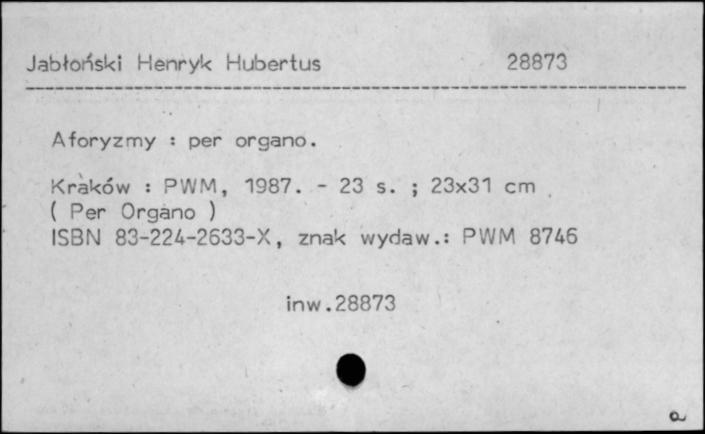 Jabłoński Henryk Hubertus 28873
Aforyzmy : per organo.
Kraków : PWM, 1987. - 23 s. ; 23x31 cm
( Per Organo )
ISBN 83-224-2633-X, znak wydaw.: PWM 8746
inw.28873
a